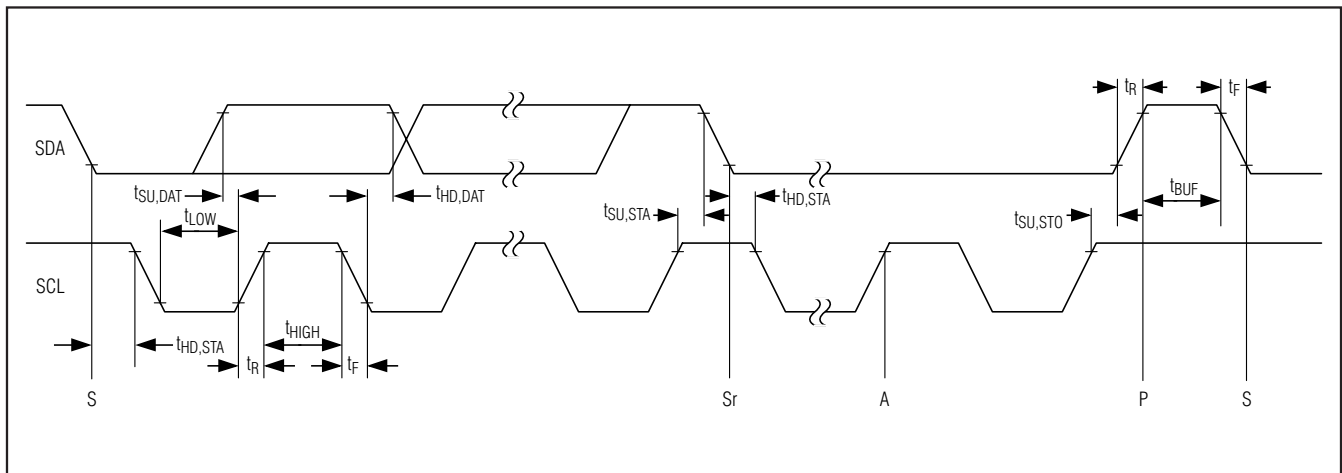 tR
tF
SDA
tSU,DAT
tHD,DAT
tHD,STA
tBUF
tLOW
tSU,STA
tSU,STO
SCL
tHIGH
tHD,STA
tR
tF
S
Sr
A
P
S